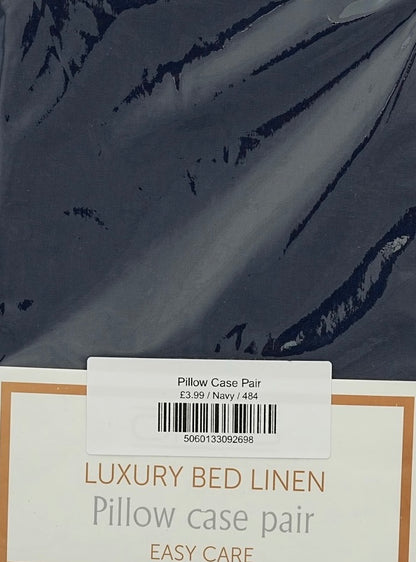 Pillow Case Pair
£3.99 / Navy / 484
5060133092698
LUXURY BED LINEN
Pillow case pair
EASY CARE